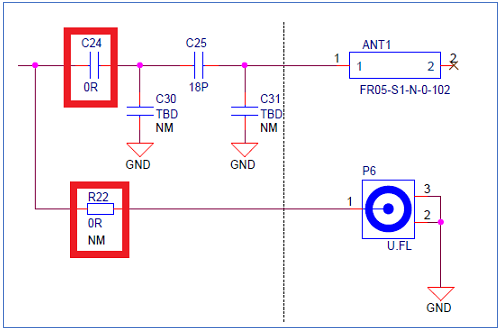 C24
C25
ANT1
1
2
1
2
0R
18P
FR05-S1-N-0-102
C30
TBD
NM
C31
TBD
NM
GND
GND
P6
R22
1
3
2
0R
NM
U.FL
GND